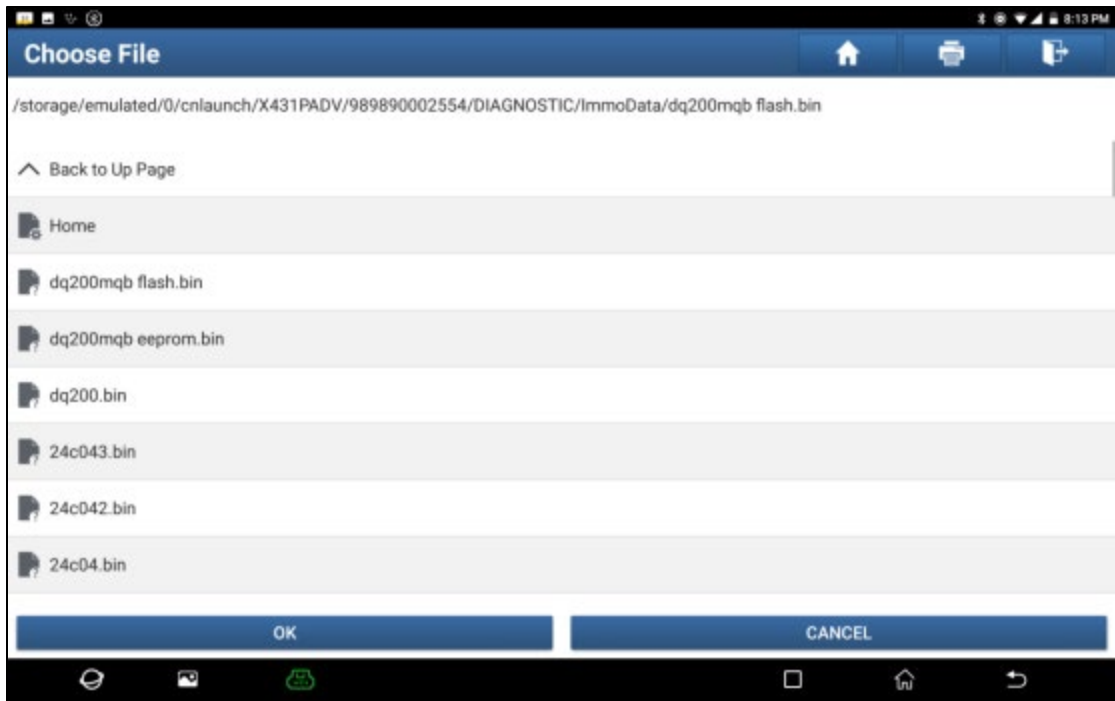 8:13 PM
Choose File
/storage/emulated/0/cnlaunch/X431PADV/989890002554/DIAGNOSTIC/ImmoData/dq200mqb flash.bin
Back to Up Page
Home
dq200mqb flash.bin
dq200mqb eeprom.bin
dq200.bin
24c043.bin
24c042.bin
24c04.bin
OK CANCEL